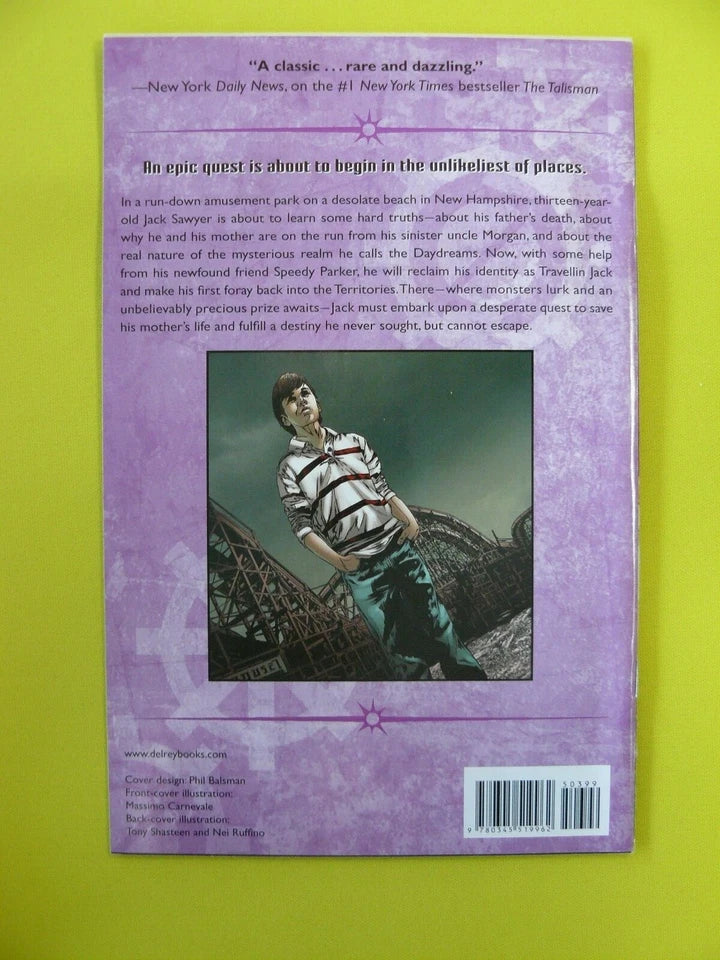 “A classic . . . rare and dazzling.”
—New York Daily News, on the #1 New York Times bestseller The Talisman
An epic quest is about to begin in the unlikeliest of places.
In a run-down amusement park on a desolate beach in New Hampshire, thirteen-year-
old Jack Sawyer is about to learn some hard truths—about his father’s death, about
why he and his mother are on the run from his sinister uncle Morgan, and about the
real nature of the mysterious realm he calls the Daydreams. Now, with some help
from his newfound friend Speedy Parker, he will reclaim his identity as Travellin Jack
and make his first foray back into the Territories. There—where monsters lurk and an
unbelievably precious prize awaits—Jack must embark upon a desperate quest to save
his mother’s life and fulfill a destiny he never sought, but cannot escape.
www.delreybooks.com
Cover design: Phil Balsman
Front-cover illustration:
Massimo Carnevale
Back-cover illustration:
Tony Shasteen and Nei Ruffino
50399
9 780345 519962